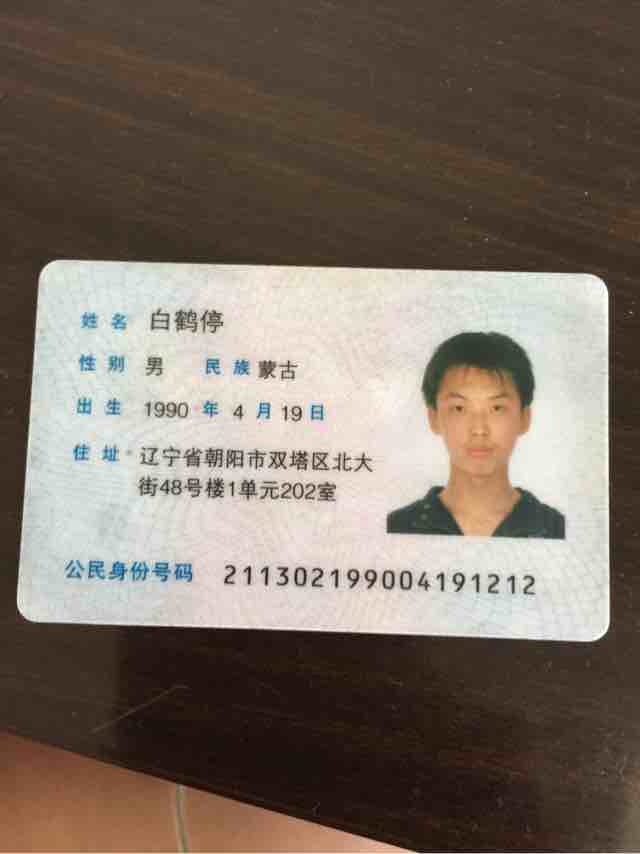 姓名 白鹤停
性别 男 民族 蒙古
出生 1990 年 4 月 19 日
住址 辽宁省朝阳市双塔区北大
街48号楼1单元202室
公民身份号码 211302199004191212